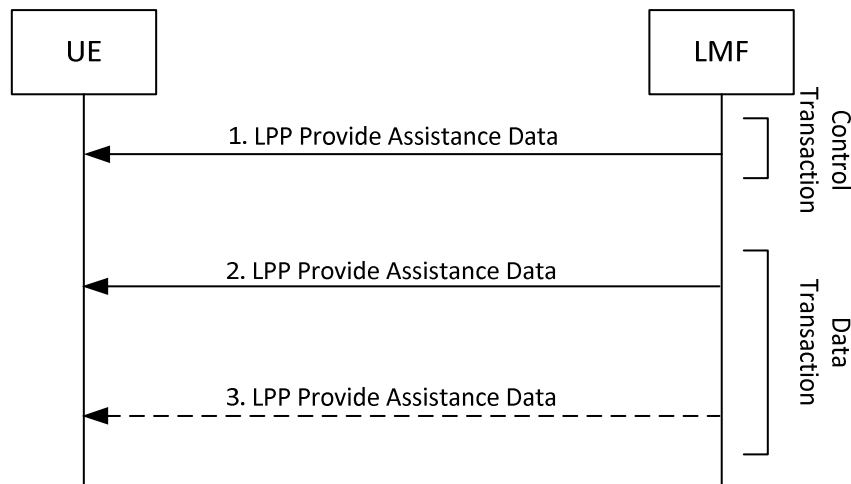 UE
LMF
1. LPP Provide Assistance Data
Control
Transaction
2. LPP Provide Assistance Data
Data
Transaction
3. LPP Provide Assistance Data